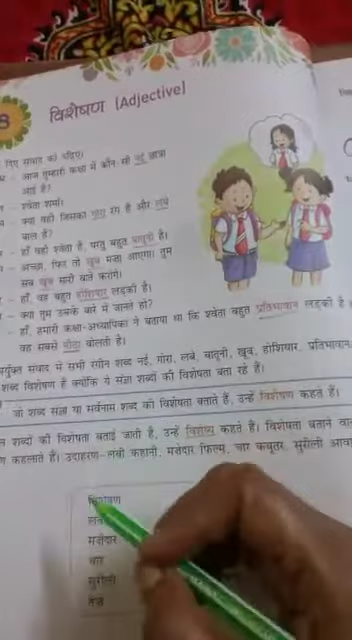 8
विशेषण (Adjective)
दिए संवाद को पढ़िए।
– आज तुम्हारी कक्षा में कौन-सी नई छात्रा
आई है?
– श्वेता शर्मा।
– क्या वही जिसका गोरा रंग है और लंबे
बाल हैं?
– हाँ वही श्वेता है, परंतु बहुत बातूनी है।
– अच्छा, फिर तो खूब मज़ा आएगा। तुम
सब खूब सारी बातें करोगे।
– हाँ, वह बहुत होशियार लड़की है।
– क्या तुम उसके बारे में जानते हो?
– हाँ, हमारी कक्षा-अध्यापिका ने बताया था कि श्वेता बहुत प्रतिभावान लड़की है।
वह सबसे मीठा बोलती है।
र्युक्त संवाद में सभी रंगीन शब्द नई, गोरा, लंबे, बातूनी, खूब, होशियार, प्रतिभावान,
शब्द विशेषण हैं क्योंकि ये संज्ञा शब्दों की विशेषता बता रहे हैं।
जो शब्द संज्ञा या सर्वनाम शब्द की विशेषता बताते हैं, उन्हें विशेषण कहते हैं।
शब्दों की विशेषता बताई जाती है, उन्हें विशेष्य कहते हैं। विशेषता बताने वा
कहलाते हैं। उदाहरण–लंबी कहानी, मज़ेदार फिल्म, चार कबूतर, सुरीली आवा
विशेषण
मज़ेदार
चार
सुरीली